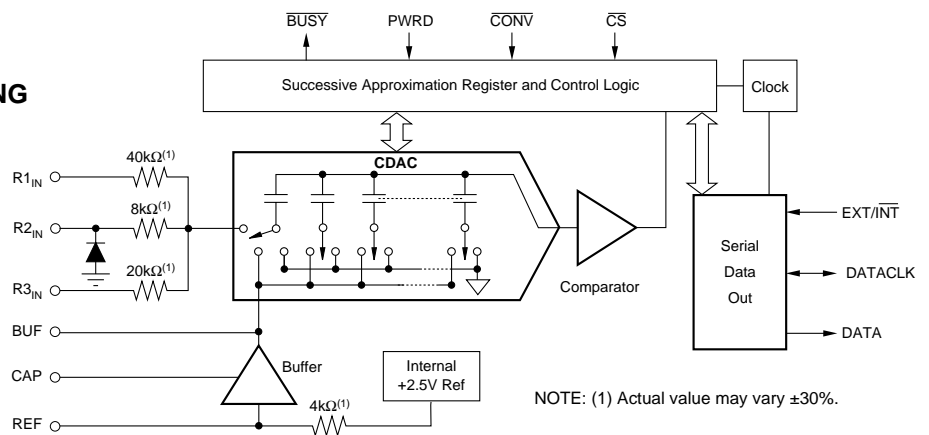 BUSY PWRD CONV CS
Successive Approximation Register and Control Logic
Clock
NG
CDAC
40kΩ(1)
R1IN
8kΩ(1)
R2IN
20kΩ(1)
R3IN
Comparator
Serial
Data
Out
EXT/INT
DATACLK
DATA
BUF
CAP
Buffer
REF
4kΩ(1)
Internal
+2.5V Ref
NOTE: (1) Actual value may vary ±30%.